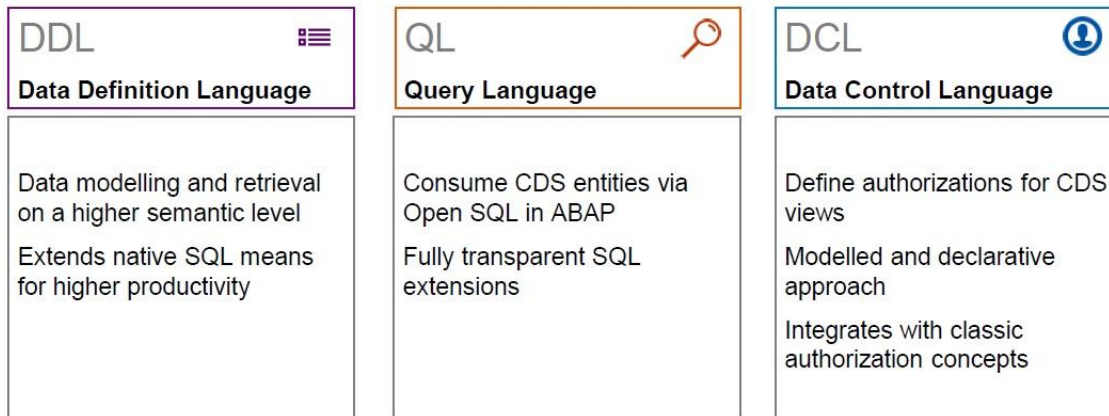 DDL
Data Definition Language
Data modelling and retrieval
on a higher semantic level
Extends native SQL means
for higher productivity
QL
Query Language
Consume CDS entities via
Open SQL in ABAP
Fully transparent SQL
extensions
DCL
Data Control Language
Define authorizations for CDS
views
Modelled and declarative
approach
Integrates with classic
authorization concepts